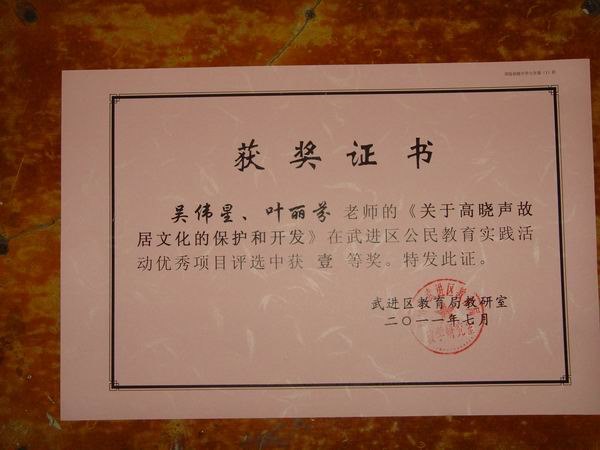 获奖证书
吴伟星、叶丽芬 老师的《关于高晓声故
居文化的保护和开发》在武进区公民教育实践活
动优秀项目评选中获 壹 等奖。特发此证。
武进区教育局教研室
二〇一一年七月